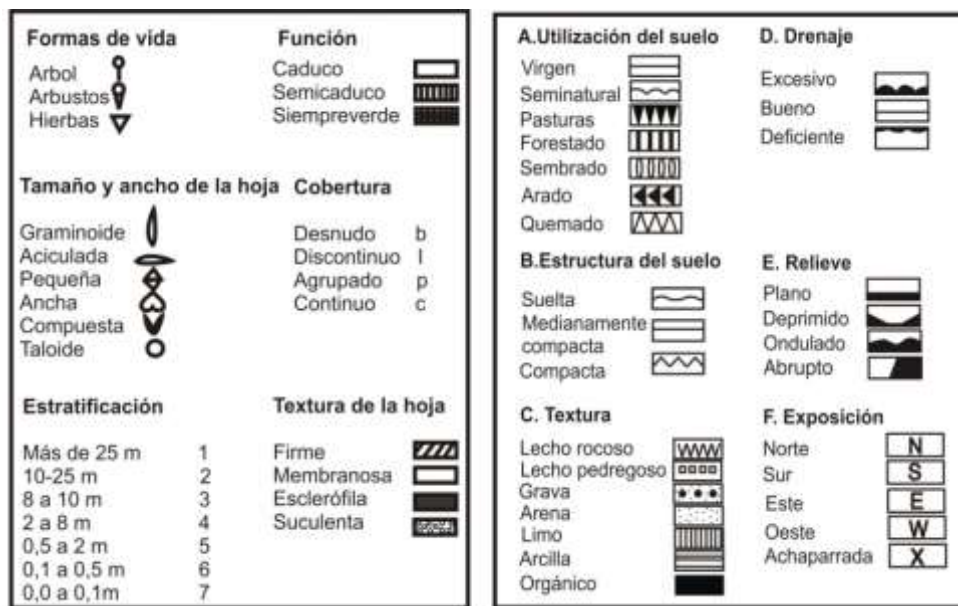 Formas de vida
Arbol
Arbustos
Hierbas
Función
Caduco
Semicaduco
Siempreverde
Tamaño y ancho de la hoja
Graminoide
Aciculada
Pequeña
Ancha
Compuesta
Taloide
Cobertura
Desnudo b
Discontinuo l
Agrupado p
Continuo c
Estratificación
Más de 25 m 1
10-25 m 2
8 a 10 m 3
2 a 8 m 4
0,5 a 2 m 5
0,1 a 0,5 m 6
0,0 a 0,1m 7
Textura de la hoja
Firme
Membranosa
Esclerófila
Suculenta
A.Utilización del suelo
Virgen
Seminatural
Pasturas
Forestado
Sembrado
Arado
Quemado
B.Estructura del suelo
Suelta
Medianamente
compacta
Compacta
C. Textura
Lecho rocoso
Lecho pedregoso
Grava
Arena
Limo
Arcilla
Orgánico
D. Drenaje
Excesivo
Bueno
Deficiente
E. Relieve
Plano
Deprimido
Ondulado
Abrupto
F. Exposición
Norte N
Sur S
Este E
Oeste W
Achaparrada X